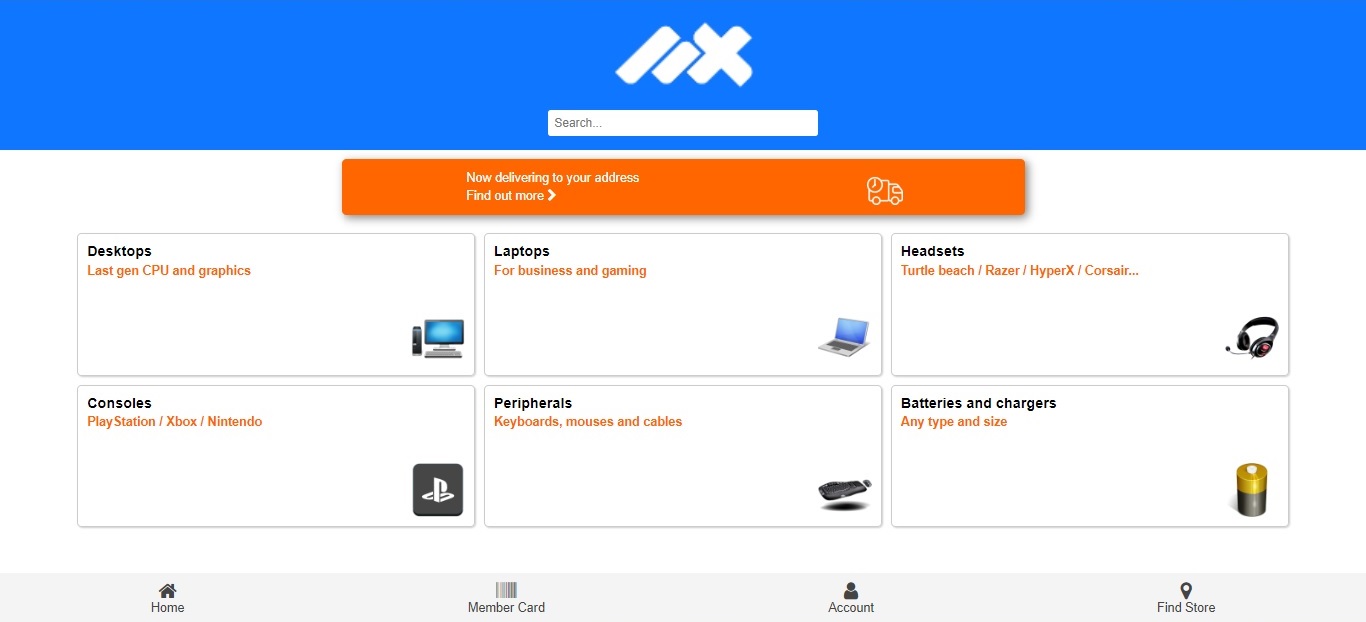 Search...
Now delivering to your address
Find out more
Desktops
Last gen CPU and graphics
Laptops
For business and gaming
Headsets
Turtle beach / Razer / HyperX / Corsair...
Consoles
PlayStation / Xbox / Nintendo
Peripherals
Keyboards, mouses and cables
Batteries and chargers
Any type and size
Home
Member Card
Account
Find Store